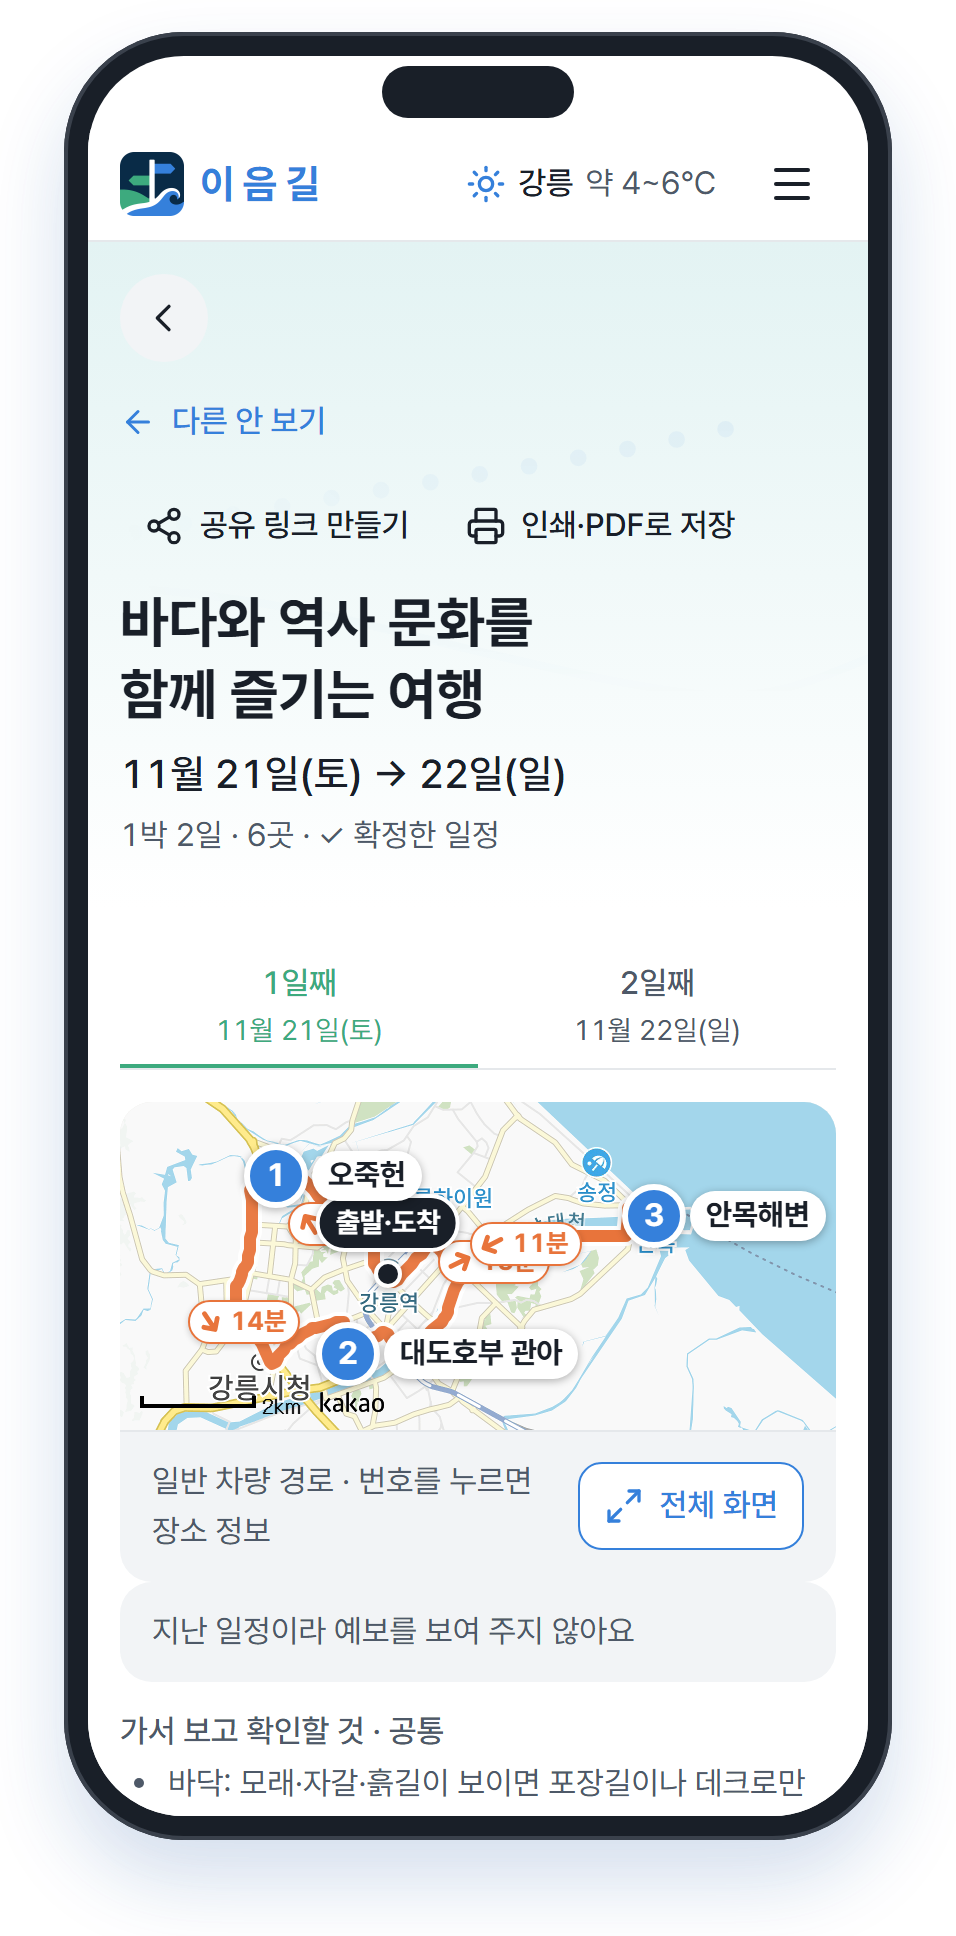 이음길
강릉 약 4~6°C
다른 안 보기
공유 링크 만들기
인쇄·PDF로 저장
바다와 역사 문화를
함께 즐기는 여행
11월 21일(토) → 22일(일)
1박 2일 · 6곳 · ✓ 확정한 일정
1일째
11월 21일(토)
2일째
11월 22일(일)
1 오죽헌
출발·도착
송정
3 안목해변
11분
강릉역
14분
2 대도호부 관아
강릉시청
2km
kakao
일반 차량 경로 · 번호를 누르면
장소 정보
전체 화면
지난 일정이라 예보를 보여 주지 않아요
가서 보고 확인할 것 · 공통
• 바닥: 모래·자갈·흙길이 보이면 포장길이나 데크로만